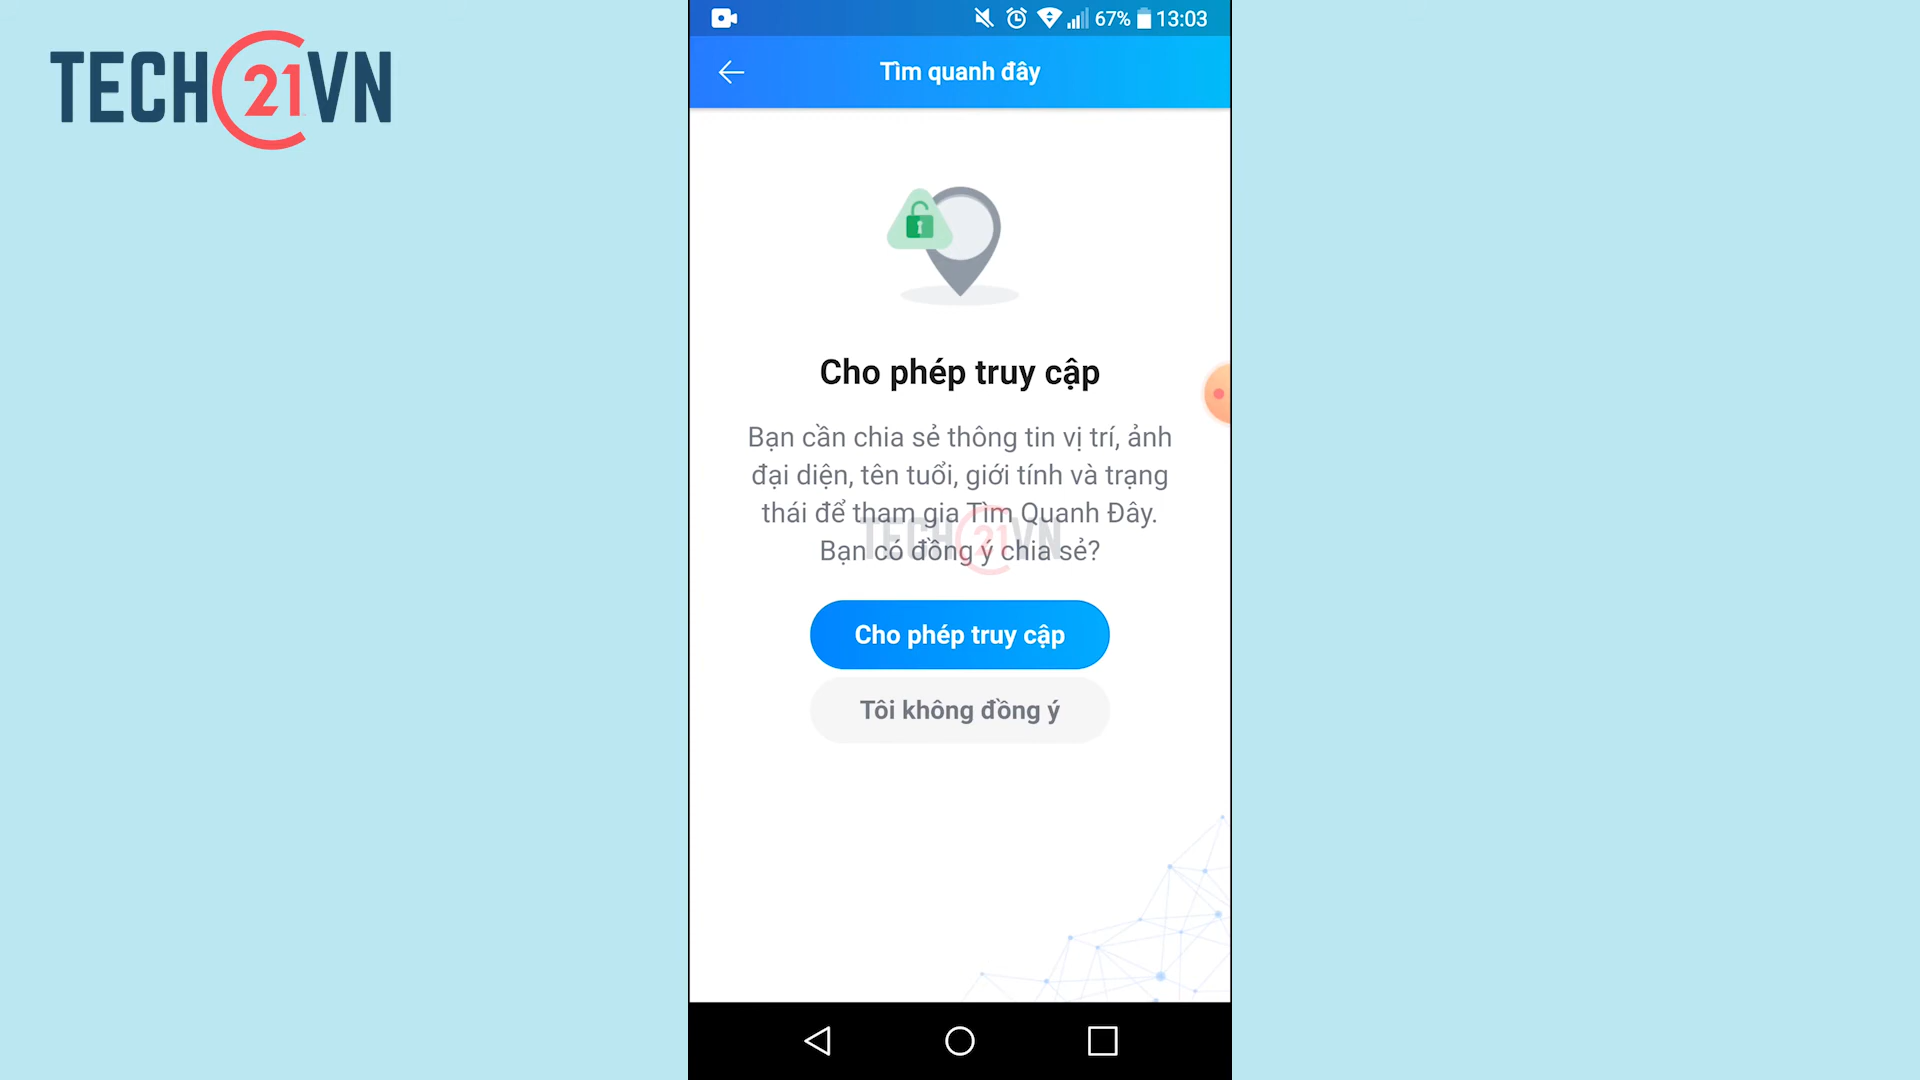 TECH21VN
67% 13:03
Tìm quanh đây
Cho phép truy cập
Bạn cần chia sẻ thông tin vị trí, ảnh
đại diện, tên tuổi, giới tính và trạng
thái để tham gia Tìm Quanh Đây.
TECH21VN
Bạn có đồng ý chia sẻ?
Cho phép truy cập
Tôi không đồng ý